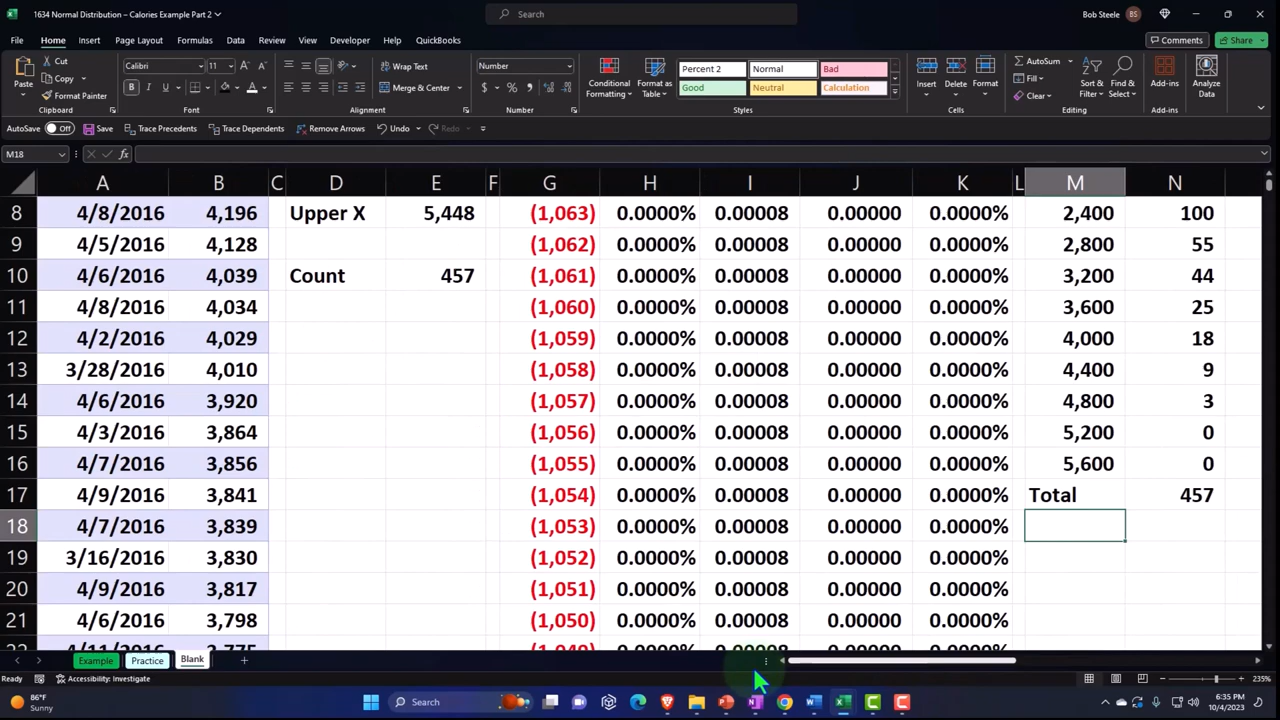 1634 Normal Distribution – Calories Example Part 2
Search
Bob Steele BS
File Home Insert Page Layout Formulas Data Review View Developer Help QuickBooks Comments Share
Paste Cut Copy Format Painter Clipboard
Calibri 11 Font
Wrap Text Merge & Center Alignment
Number Number
Conditional Formatting Format as Table
Percent 2 Normal Bad
Good Neutral Calculation
Styles
Insert Delete Format Cells
AutoSum Fill Clear Sort & Filter Find & Select Editing
Add-ins Add-ins
Analyze Data
AutoSave Off Save Trace Precedents Trace Dependents Remove Arrows Undo Redo
M18 fx
A B C D E F G H I J K L M N
8 4/8/2016 4,196 Upper X 5,448 (1,063) 0.0000% 0.00008 0.00000 0.0000% 2,400 100
9 4/5/2016 4,128 (1,062) 0.0000% 0.00008 0.00000 0.0000% 2,800 55
10 4/6/2016 4,039 Count 457 (1,061) 0.0000% 0.00008 0.00000 0.0000% 3,200 44
11 4/8/2016 4,034 (1,060) 0.0000% 0.00008 0.00000 0.0000% 3,600 25
12 4/2/2016 4,029 (1,059) 0.0000% 0.00008 0.00000 0.0000% 4,000 18
13 3/28/2016 4,010 (1,058) 0.0000% 0.00008 0.00000 0.0000% 4,400 9
14 4/6/2016 3,920 (1,057) 0.0000% 0.00008 0.00000 0.0000% 4,800 3
15 4/3/2016 3,864 (1,056) 0.0000% 0.00008 0.00000 0.0000% 5,200 0
16 4/7/2016 3,856 (1,055) 0.0000% 0.00008 0.00000 0.0000% 5,600 0
17 4/9/2016 3,841 (1,054) 0.0000% 0.00008 0.00000 0.0000% Total 457
18 4/7/2016 3,839 (1,053) 0.0000% 0.00008 0.00000 0.0000%
19 3/16/2016 3,830 (1,052) 0.0000% 0.00008 0.00000 0.0000%
20 4/9/2016 3,817 (1,051) 0.0000% 0.00008 0.00000 0.0000%
21 4/6/2016 3,798 (1,050) 0.0000% 0.00008 0.00000 0.0000%
Example Practice Blank
Ready Accessibility: Investigate 235%
86°F Sunny Search 6:35 PM 10/4/2023